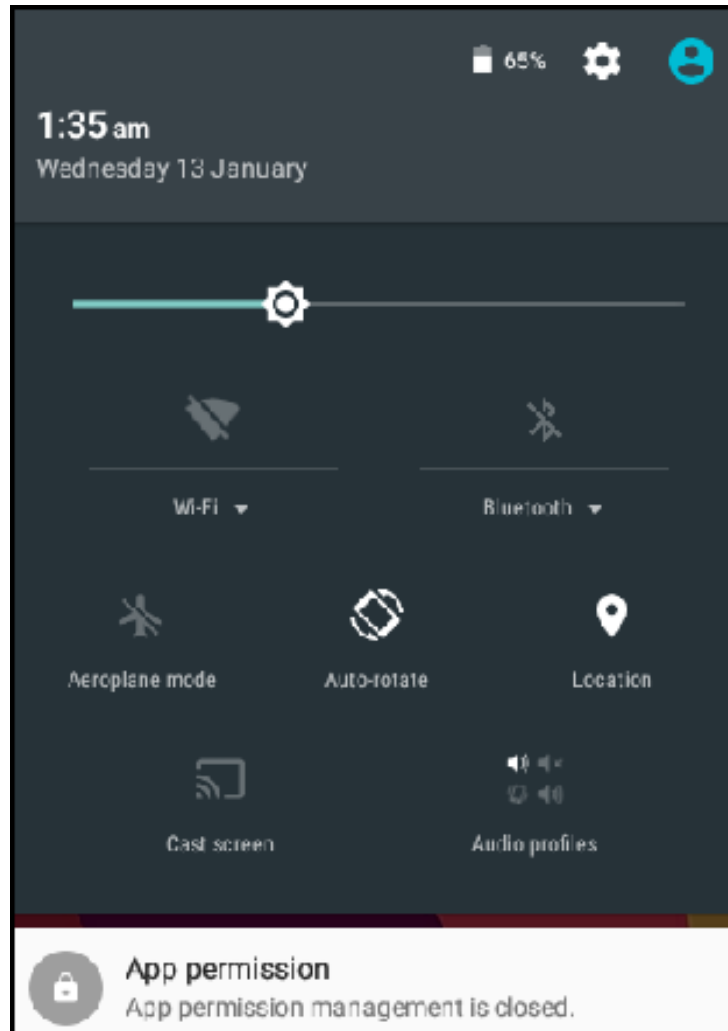 65%
1:35 am
Wednesday 13 January
Wi-Fi
Bluetooth
Aeroplane mode
Auto-rotate
Location
Cast screen
Audio profiles
App permission
App permission management is closed.